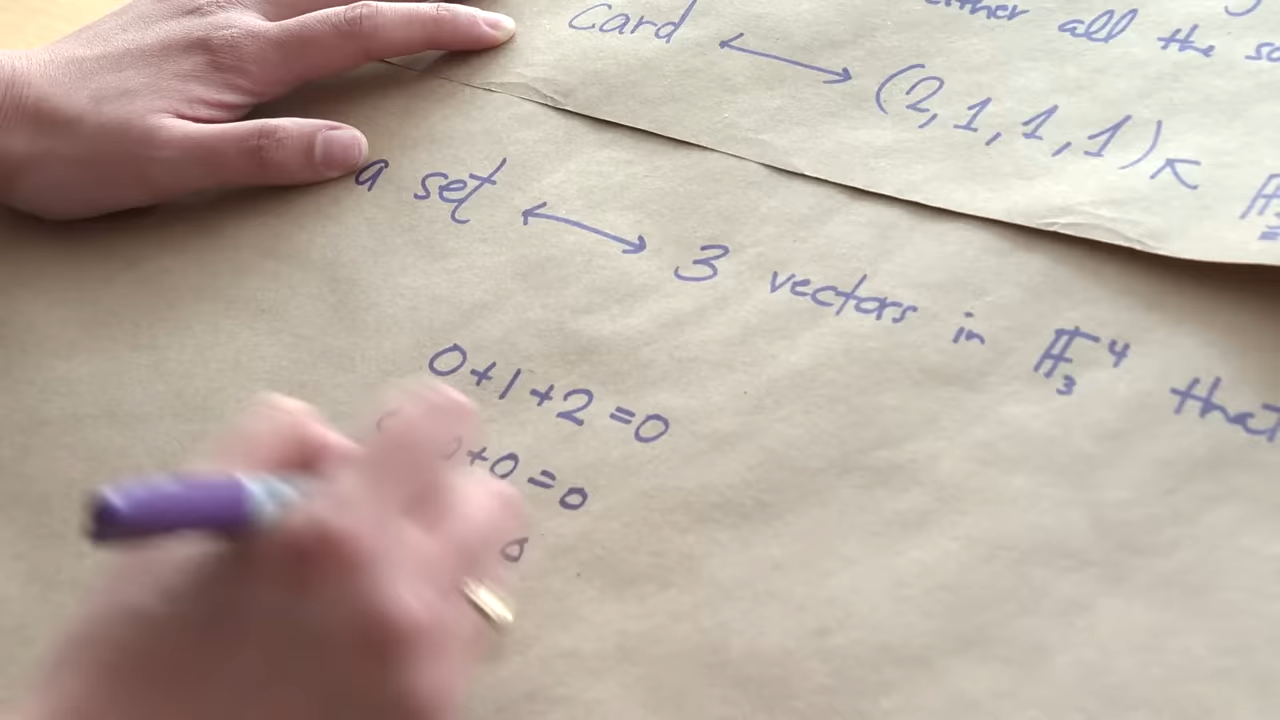 either all the
card ⟷ (2,1,1,1)
a set ⟷ 3 vectors in 𝔽₃⁴ that
0+1+2=0
+0=0
0